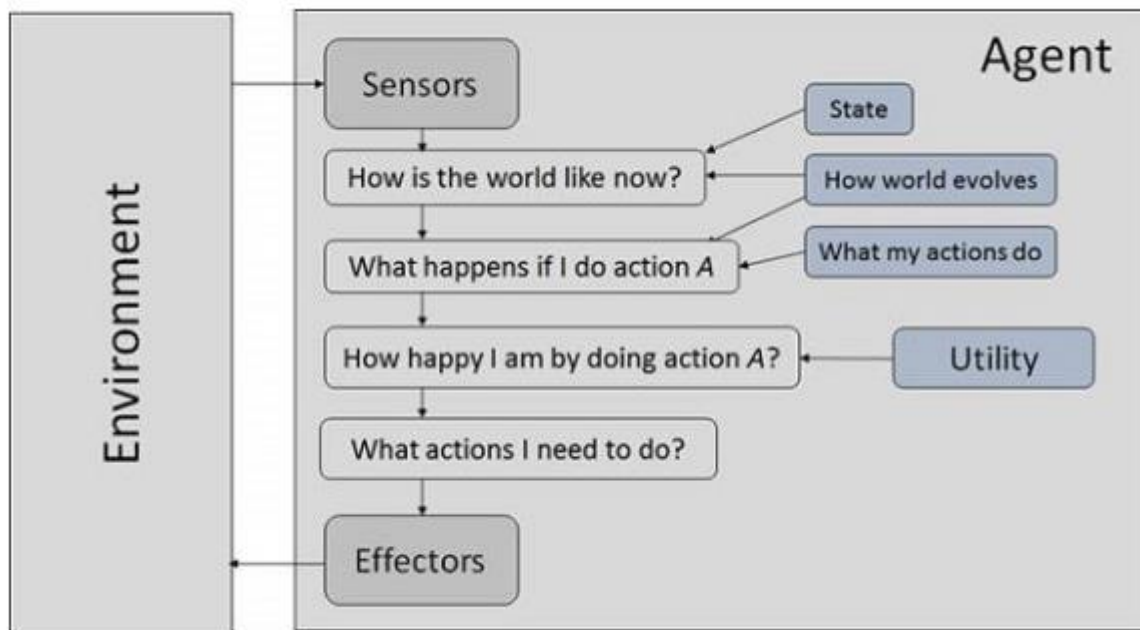 Environment
Agent
Sensors
State
How is the world like now?
How world evolves
What happens if I do action A
What my actions do
How happy I am by doing action A?
Utility
What actions I need to do?
Effectors